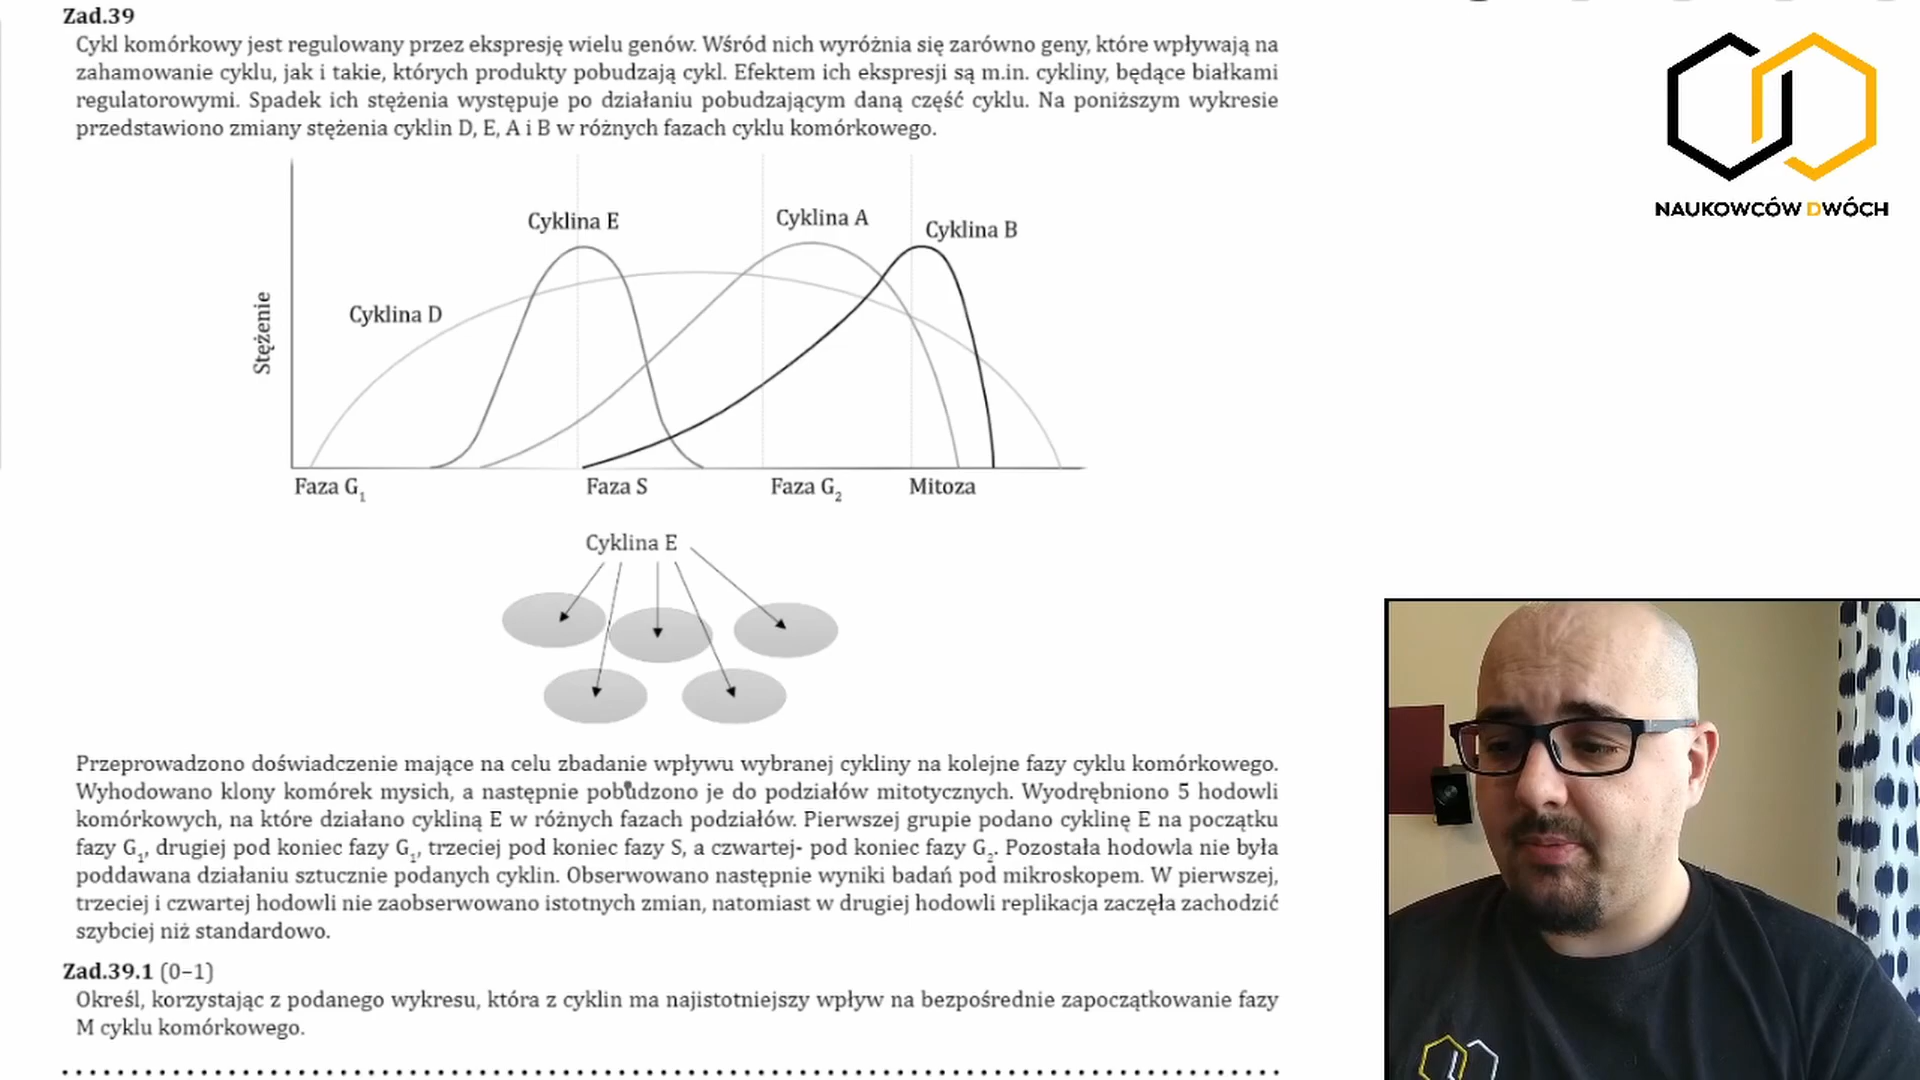 Zad.39
Cykl komórkowy jest regulowany przez ekspresję wielu genów. Wśród nich wyróżnia się zarówno geny, które wpływają na
zahamowanie cyklu, jak i takie, których produkty pobudzają cykl. Efektem ich ekspresji są m.in. cykliny, będące białkami
regulatorowymi. Spadek ich stężenia występuje po działaniu pobudzającym daną część cyklu. Na poniższym wykresie
przedstawiono zmiany stężenia cyklin D, E, A i B w różnych fazach cyklu komórkowego.
NAUKOWCÓW DWÓCH
Cyklina E
Cyklina A
Cyklina B
Cyklina D
Stężenie
Faza G₁
Faza S
Faza G₂
Mitoza
Cyklina E
Przeprowadzono doświadczenie mające na celu zbadanie wpływu wybranej cykliny na kolejne fazy cyklu komórkowego.
Wyhodowano klony komórek mysich, a następnie pobudzono je do podziałów mitotycznych. Wyodrębniono 5 hodowli
komórkowych, na które działano cykliną E w różnych fazach podziałów. Pierwszej grupie podano cyklinę E na początku
fazy G₁, drugiej pod koniec fazy G₁, trzeciej pod koniec fazy S, a czwartej- pod koniec fazy G₂. Pozostała hodowla nie była
poddawana działaniu sztucznie podanych cyklin. Obserwowano następnie wyniki badań pod mikroskopem. W pierwszej,
trzeciej i czwartej hodowli nie zaobserwowano istotnych zmian, natomiast w drugiej hodowli replikacja zaczęła zachodzić
szybciej niż standardowo.
Zad.39.1 (0–1)
Określ, korzystając z podanego wykresu, która z cyklin ma najistotniejszy wpływ na bezpośrednie zapoczątkowanie fazy
M cyklu komórkowego.